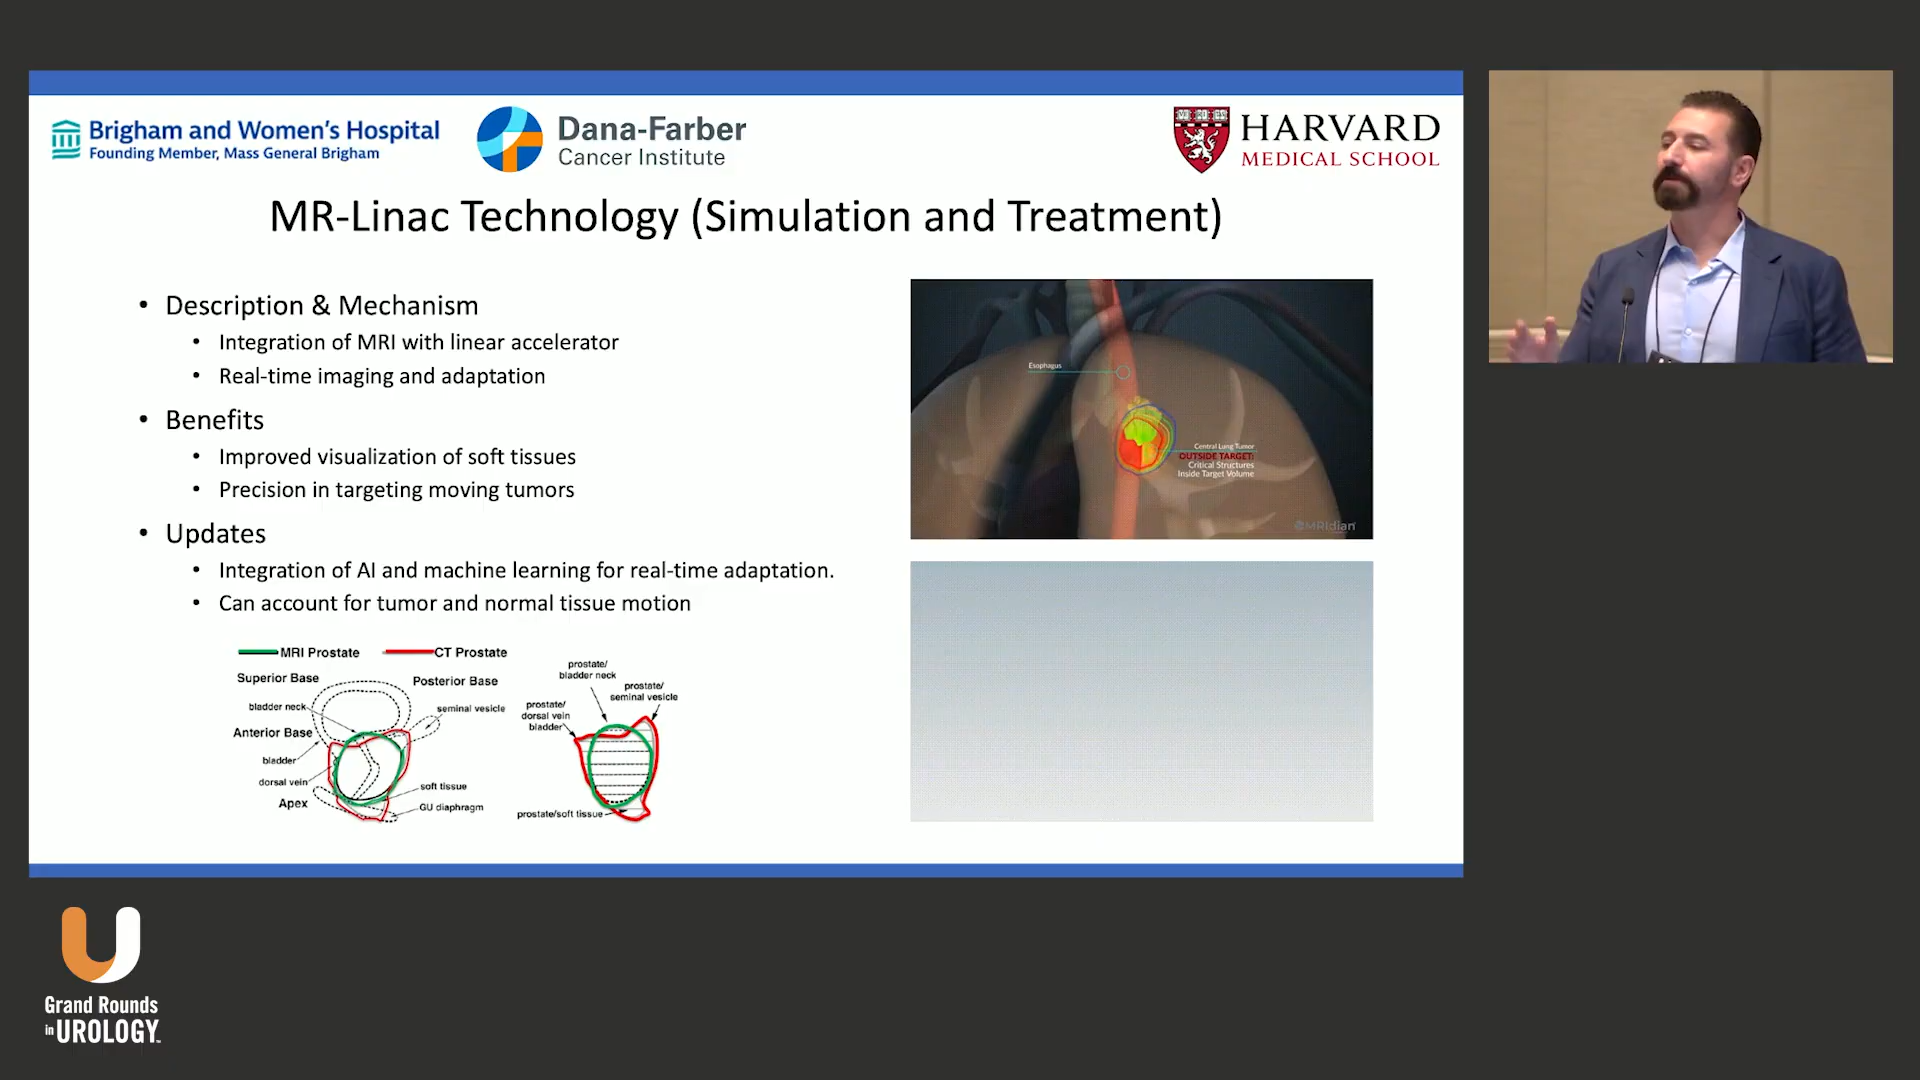 Brigham and Women's Hospital
Founding Member, Mass General Brigham
Dana-Farber
Cancer Institute
HARVARD
MEDICAL SCHOOL
MR-Linac Technology (Simulation and Treatment)
• Description & Mechanism
• Integration of MRI with linear accelerator
• Real-time imaging and adaptation
• Benefits
• Improved visualization of soft tissues
• Precision in targeting moving tumors
• Updates
• Integration of AI and machine learning for real-time adaptation.
• Can account for tumor and normal tissue motion
MRI Prostate
CT Prostate
Superior Base
Posterior Base
bladder neck
seminal vesicle
Anterior Base
bladder
dorsal vein
Apex
soft tissue
GU diaphragm
prostate/
bladder neck
prostate/
seminal vesicle
prostate/
dorsal vein
bladder
prostate/soft tissue
Esophagus
Central Lung Tumor
OUTSIDE TARGET:
Critical Structures
Inside Target Volume
MRIdian
Grand Rounds
in UROLOGY